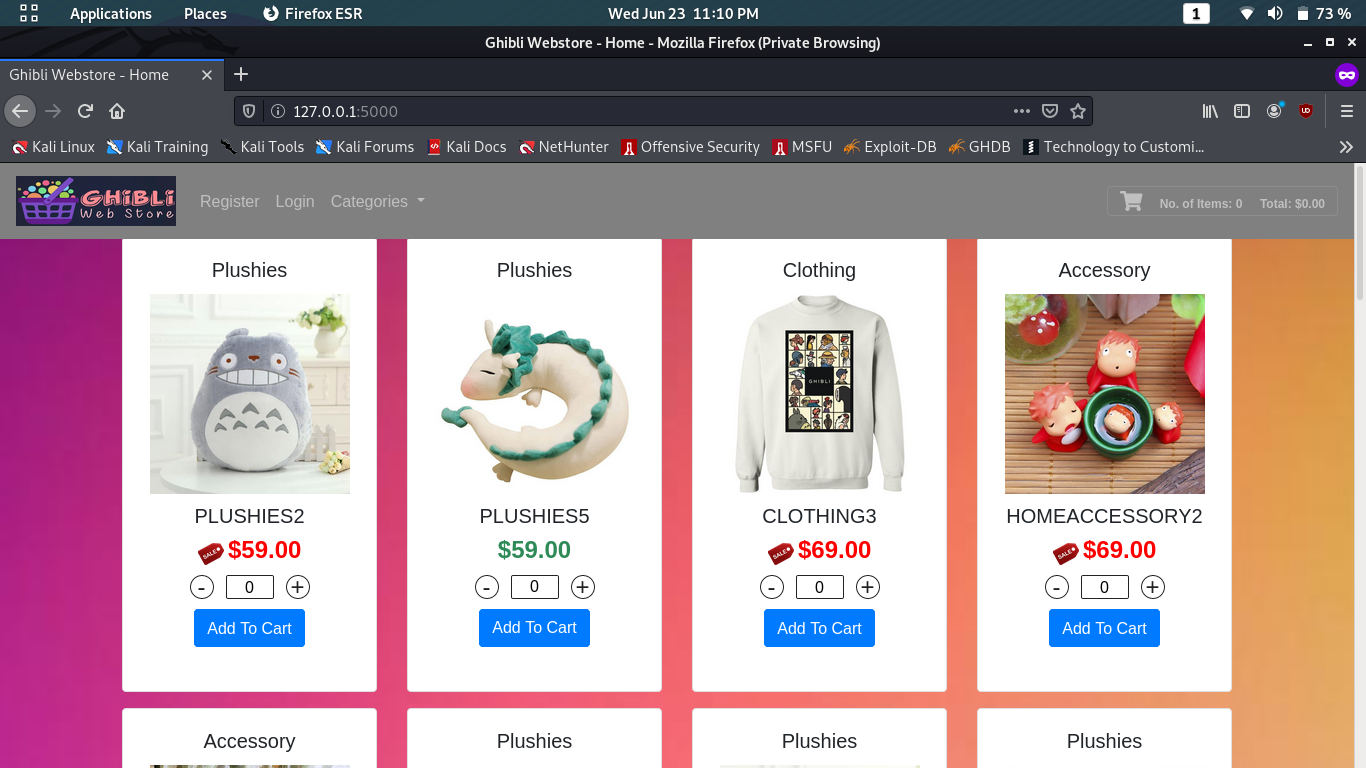 Applications Places Firefox ESR Wed Jun 23 11:10 PM 1 73 %
Ghibli Webstore - Home - Mozilla Firefox (Private Browsing)
Ghibli Webstore - Home
127.0.0.1:5000
Kali Linux Kali Training Kali Tools Kali Forums Kali Docs NetHunter Offensive Security MSFU Exploit-DB GHDB Technology to Customi...
GHiBLi
Web Store
Register Login Categories No. of Items: 0 Total: $0.00
Plushies Plushies Clothing Accessory
GHIBLI
PLUSHIES2 PLUSHIES5 CLOTHING3 HOMEACCESSORY2
SALE $59.00 $59.00 SALE $69.00 SALE $69.00
- 0 + - 0 + - 0 + - 0 +
Add To Cart Add To Cart Add To Cart Add To Cart
Accessory Plushies Plushies Plushies